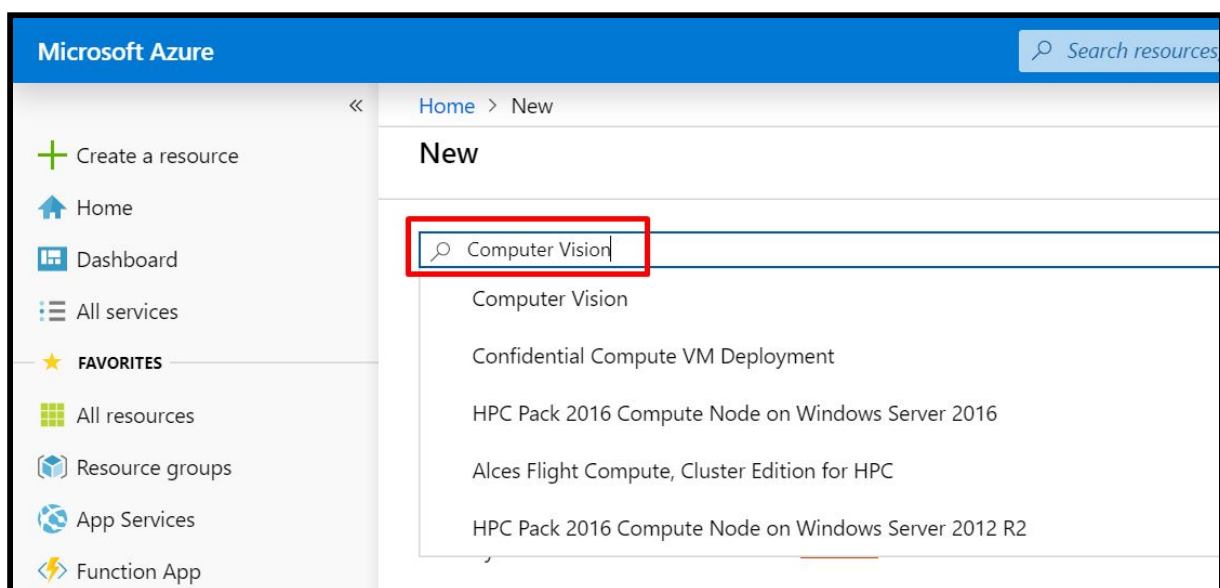 Microsoft Azure
Search resources,
«
Home > New
Create a resource
New
Home
Computer Vision
Dashboard
Computer Vision
All services
Confidential Compute VM Deployment
FAVORITES
All resources
HPC Pack 2016 Compute Node on Windows Server 2016
Resource groups
Alces Flight Compute, Cluster Edition for HPC
App Services
HPC Pack 2016 Compute Node on Windows Server 2012 R2
Function App